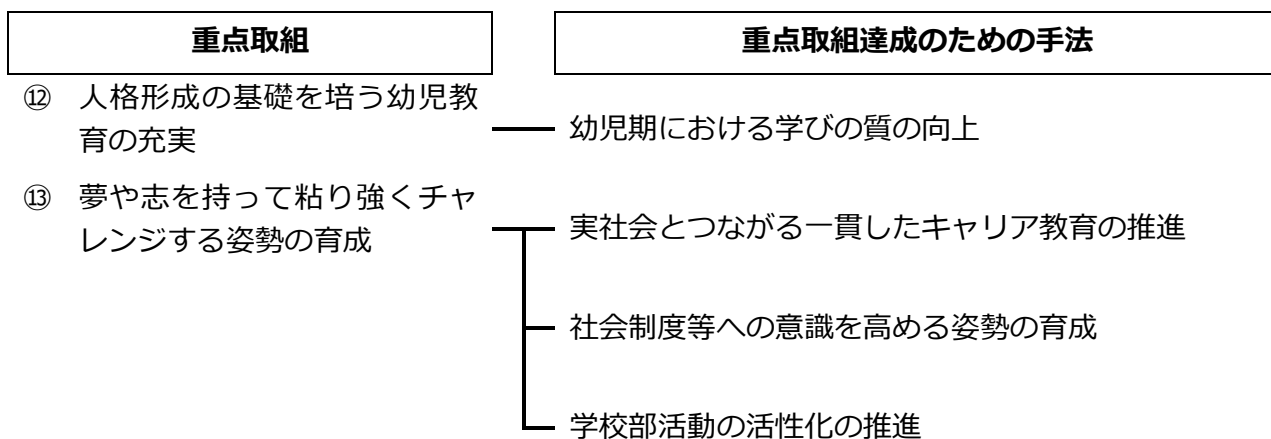 重点取組
重点取組達成のための手法
⑫ 人格形成の基礎を培う幼児教
育の充実
幼児期における学びの質の向上
⑬ 夢や志を持って粘り強くチャ
レンジする姿勢の育成
実社会とつながる一貫したキャリア教育の推進
社会制度等への意識を高める姿勢の育成
学校部活動の活性化の推進